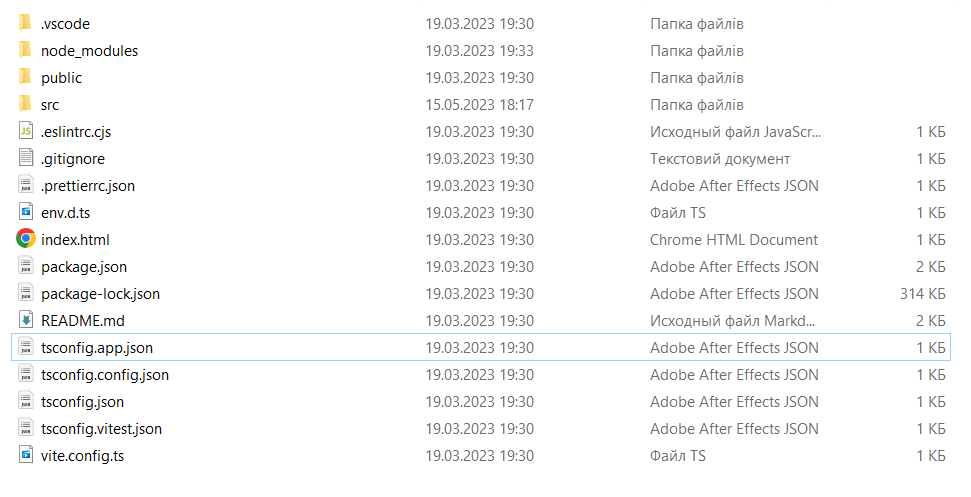 .vscode 19.03.2023 19:30 Папка файлів
node_modules 19.03.2023 19:33 Папка файлів
public 19.03.2023 19:30 Папка файлів
src 15.05.2023 18:17 Папка файлів
.eslintrc.cjs 19.03.2023 19:30 Исходный файл JavaScr... 1 КБ
.gitignore 19.03.2023 19:30 Текстовий документ 1 КБ
.prettierrc.json 19.03.2023 19:30 Adobe After Effects JSON 1 КБ
env.d.ts 19.03.2023 19:30 Файл TS 1 КБ
index.html 19.03.2023 19:30 Chrome HTML Document 1 КБ
package.json 19.03.2023 19:30 Adobe After Effects JSON 2 КБ
package-lock.json 19.03.2023 19:30 Adobe After Effects JSON 314 КБ
README.md 19.03.2023 19:30 Исходный файл Markd... 2 КБ
tsconfig.app.json 19.03.2023 19:30 Adobe After Effects JSON 1 КБ
tsconfig.config.json 19.03.2023 19:30 Adobe After Effects JSON 1 КБ
tsconfig.json 19.03.2023 19:30 Adobe After Effects JSON 1 КБ
tsconfig.vitest.json 19.03.2023 19:30 Adobe After Effects JSON 1 КБ
vite.config.ts 19.03.2023 19:30 Файл TS 1 КБ